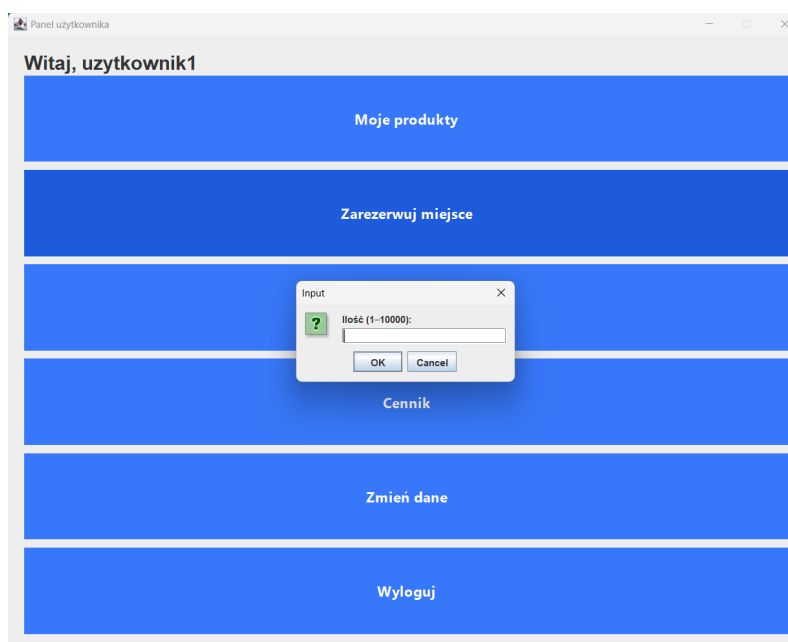 Panel użytkownika
Witaj, uzytkownik1
Moje produkty
Zarezerwuj miejsce
Input
?
Ilość (1–10000):
OK Cancel
Cennik
Zmień dane
Wyloguj